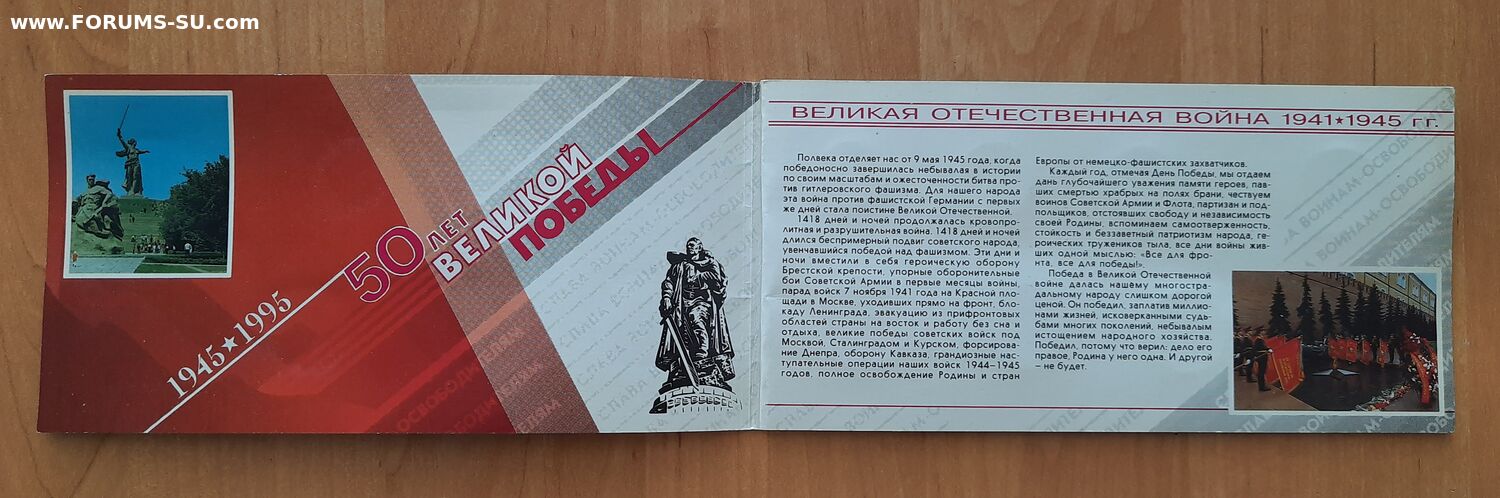 www.FORUMS-SU.com
1945★1995
50 ЛЕТ
ВЕЛИКОЙ
ПОБЕДЫ
ВЕЛИКАЯ ОТЕЧЕСТВЕННАЯ ВОЙНА 1941★1945 гг.
Полвека отделяет нас от 9 мая 1945 года, когда
победоносно завершилась небывалая в истории
по своим масштабам и ожесточенности битва про-
тив гитлеровского фашизма. Для нашего народа
эта война против фашистской Германии с первых
же дней стала поистине Великой Отечественной.
1418 дней и ночей продолжалась кровопро-
литная и разрушительная война. 1418 дней и ночей
длился беспримерный подвиг советского народа,
увенчавшийся победой над фашизмом. Эти дни и
ночи вместили в себя героическую оборону
Брестской крепости, упорные оборонительные
бои Советской Армии в первые месяцы войны,
парад войск 7 ноября 1941 года на Красной пло-
щади в Москве, уходивших прямо на фронт, бло-
каду Ленинграда, эвакуацию из прифронтовых
областей страны на восток и работу без сна и
отдыха, великие победы советских войск под
Москвой, Сталинградом и Курском, форсирова-
ние Днепра, оборону Кавказа, грандиозные нас-
тупательные операции наших войск 1944–1945
годов, полное освобождение Родины и стран
Европы от немецко-фашистских захватчиков.
Каждый год, отмечая День Победы, мы отдаем
дань глубочайшего уважения памяти героев, пав-
ших смертью храбрых на полях брани, чествуем
воинов Советской Армии и Флота, партизан и под-
польщиков, отстоявших свободу и независимость
своей Родины, вспоминаем самоотверженность,
стойкость и беззаветный патриотизм народа, ге-
роических тружеников тыла, все дни войны жив-
ших одной мыслью: «Все для фро-
нта, все для победы!».
Победа в Великой Отечественной
войне далась нашему многостра-
дальному народу слишком дорогой
ценой. Он победил, заплатив миллио-
нами жизней, исковерканными судь-
бами многих поколений, небывалым
истощением народного хозяйства.
Победил, потому что верил: дело его
правое, Родина у него одна. И другой
– не будет.